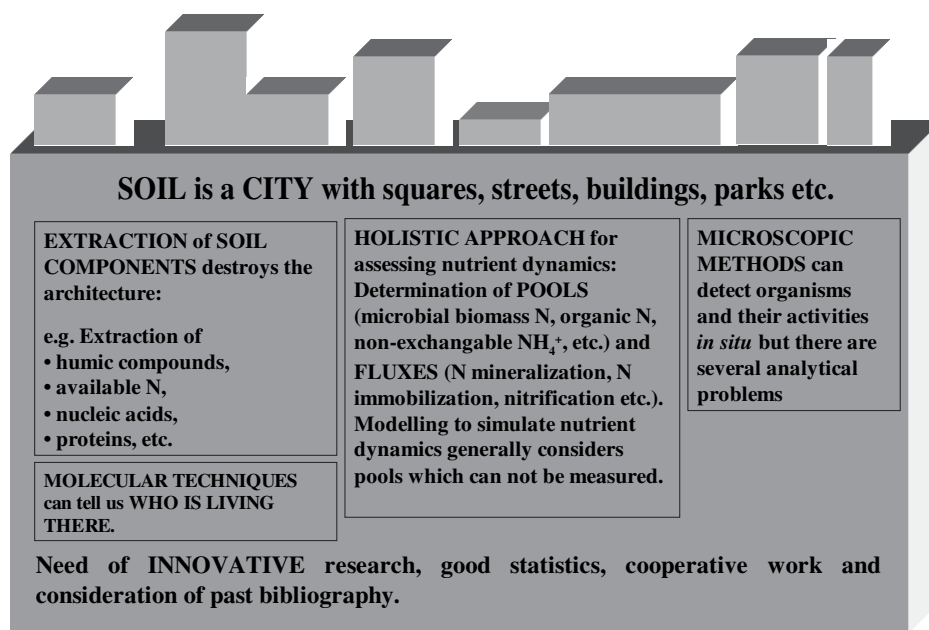 SOIL is a CITY with squares, streets, buildings, parks etc.
EXTRACTION of SOIL
COMPONENTS destroys the
architecture:
e.g. Extraction of
• humic compounds,
• available N,
• nucleic acids,
• proteins, etc.
MOLECULAR TECHNIQUES
can tell us WHO IS LIVING
THERE.
HOLISTIC APPROACH for
assessing nutrient dynamics:
Determination of POOLS
(microbial biomass N, organic N,
non-exchangable NH₄⁺, etc.) and
FLUXES (N mineralization, N
immobilization, nitrification etc.).
Modelling to simulate nutrient
dynamics generally considers
pools which can not be measured.
MICROSCOPIC
METHODS can
detect organisms
and their activities
in situ but there are
several analytical
problems
Need of INNOVATIVE research, good statistics, cooperative work and
consideration of past bibliography.